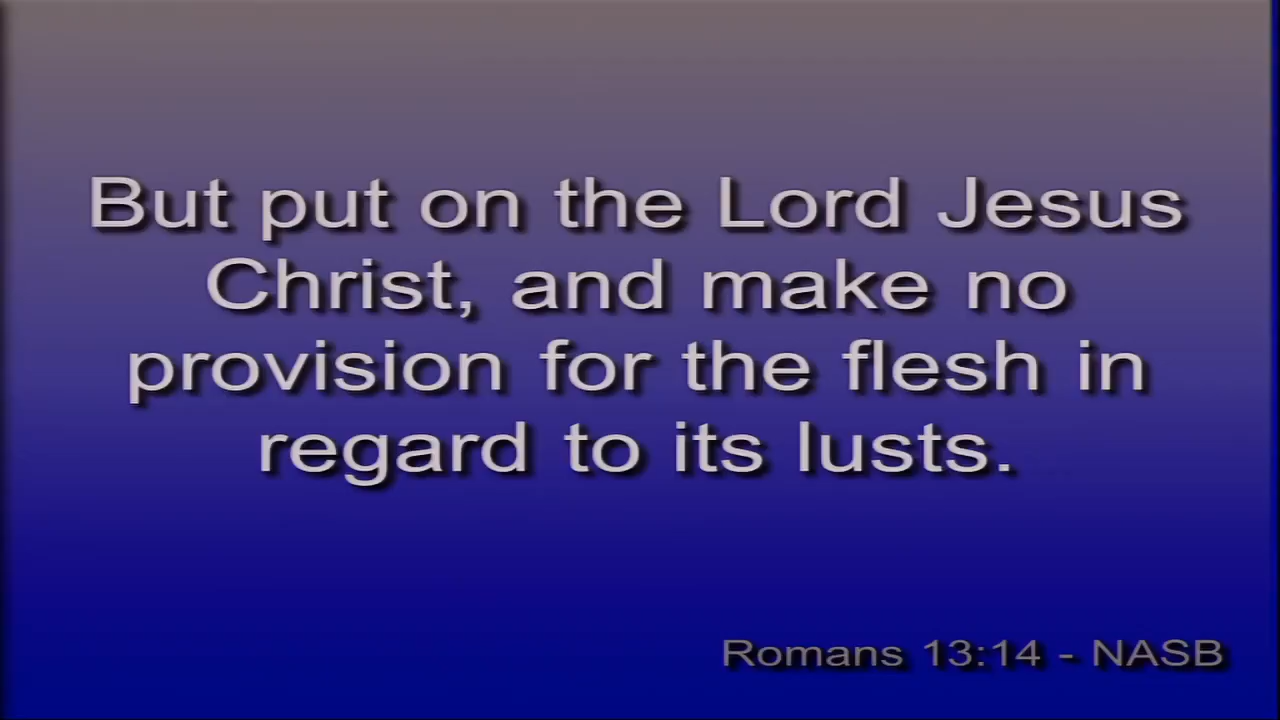 But put on the Lord Jesus
Christ, and make no
provision for the flesh in
regard to its lusts.
Romans 13:14 - NASB